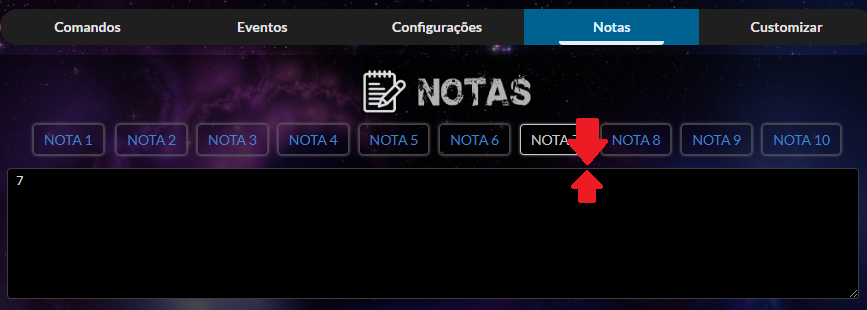 Comandos Eventos Configurações Notas Customizar
NOTAS
NOTA 1 NOTA 2 NOTA 3 NOTA 4 NOTA 5 NOTA 6 NOTA 7 NOTA 8 NOTA 9 NOTA 10
7